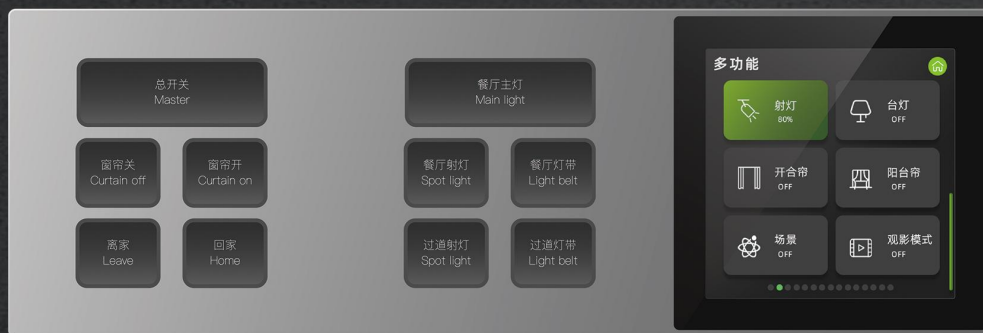 总开关
Master
窗帘关
Curtain off
窗帘开
Curtain on
离家
Leave
回家
Home
餐厅主灯
Main light
餐厅射灯
Spot light
餐厅灯带
Light belt
过道射灯
Spot light
过道灯带
Light belt
多功能
射灯
80%
台灯
OFF
开合帘
OFF
阳台帘
OFF
场景
OFF
观影模式
OFF